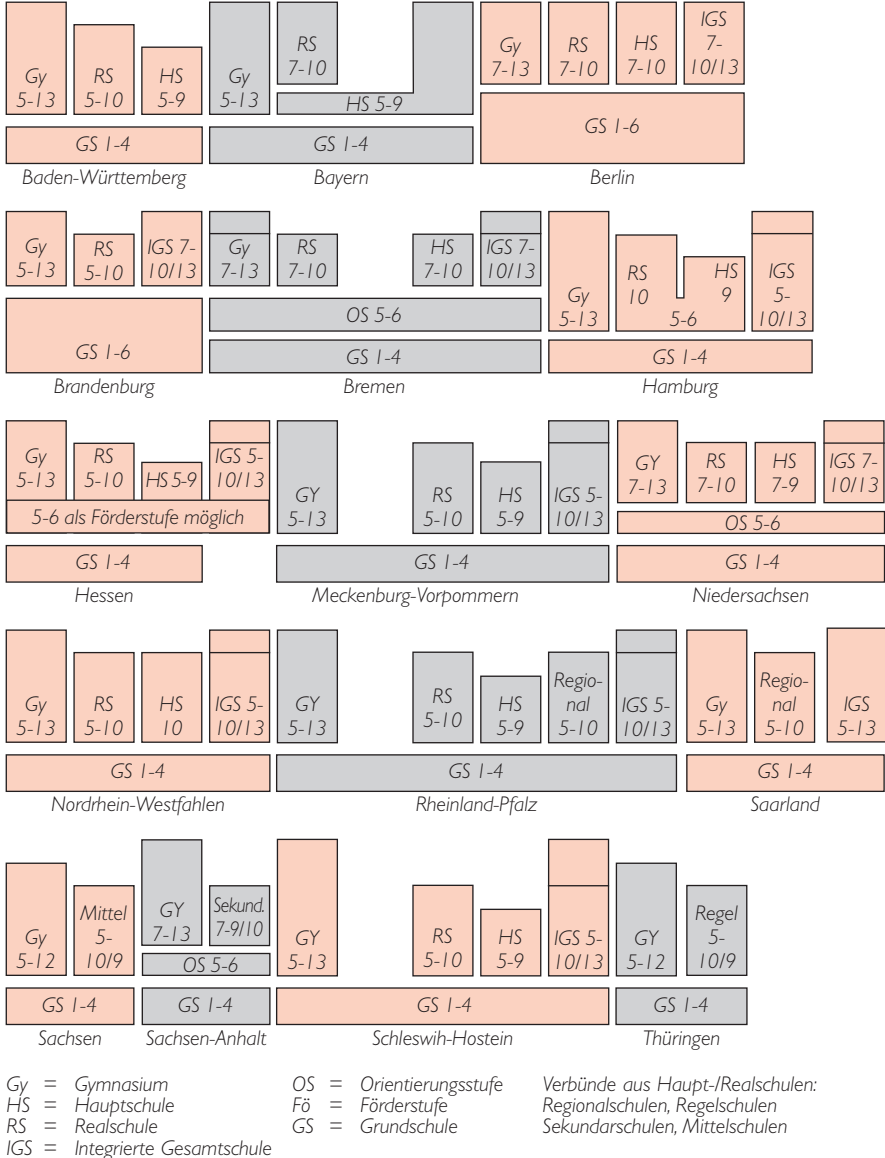 Gy
5-13
RS
5-10
HS
5-9
GS 1-4
Baden-Württemberg
Gy
5-13
RS
7-10
HS 5-9
GS 1-4
Bayern
Gy
7-13
RS
7-10
HS
7-10
IGS
7-
10/13
GS 1-6
Berlin
Gy
5-13
RS
5-10
IGS 7-
10/13
GS 1-6
Brandenburg
Gy
7-13
RS
7-10
HS
7-10
IGS 7-
10/13
OS 5-6
GS 1-4
Bremen
Gy
5-13
RS
10
HS
9
5-6
IGS
5-
10/13
GS 1-4
Hamburg
Gy
5-13
RS
5-10
HS 5-9
IGS 5-
10/13
5-6 als Förderstufe möglich
GS 1-4
Hessen
GY
5-13
RS
5-10
HS
5-9
IGS 5-
10/13
GS 1-4
Meckenburg-Vorpommern
GY
7-13
RS
7-10
HS
7-9
IGS 7-
10/13
OS 5-6
GS 1-4
Niedersachsen
Gy
5-13
RS
5-10
HS
10
IGS 5-
10/13
GS 1-4
Nordrhein-Westfahlen
GY
5-13
RS
5-10
HS
5-9
Regio-
nal
5-10
IGS 5-
10/13
GS 1-4
Rheinland-Pfalz
Gy
5-13
Regio-
nal
5-10
IGS
5-13
GS 1-4
Saarland
Gy
5-12
Mittel
5-
10/9
GS 1-4
Sachsen
GY
7-13
Sekund.
7-9/10
OS 5-6
GS 1-4
Sachsen-Anhalt
GY
5-13
RS
5-10
HS
5-9
IGS 5-
10/13
GS 1-4
Schleswih-Hostein
GY
5-12
Regel
5-
10/9
GS 1-4
Thüringen
Gy = Gymnasium
HS = Hauptschule
RS = Realschule
IGS = Integrierte Gesamtschule
OS = Orientierungsstufe
Fö = Förderstufe
GS = Grundschule
Verbünde aus Haupt-/Realschulen:
Regionalschulen, Regelschulen
Sekundarschulen, Mittelschulen